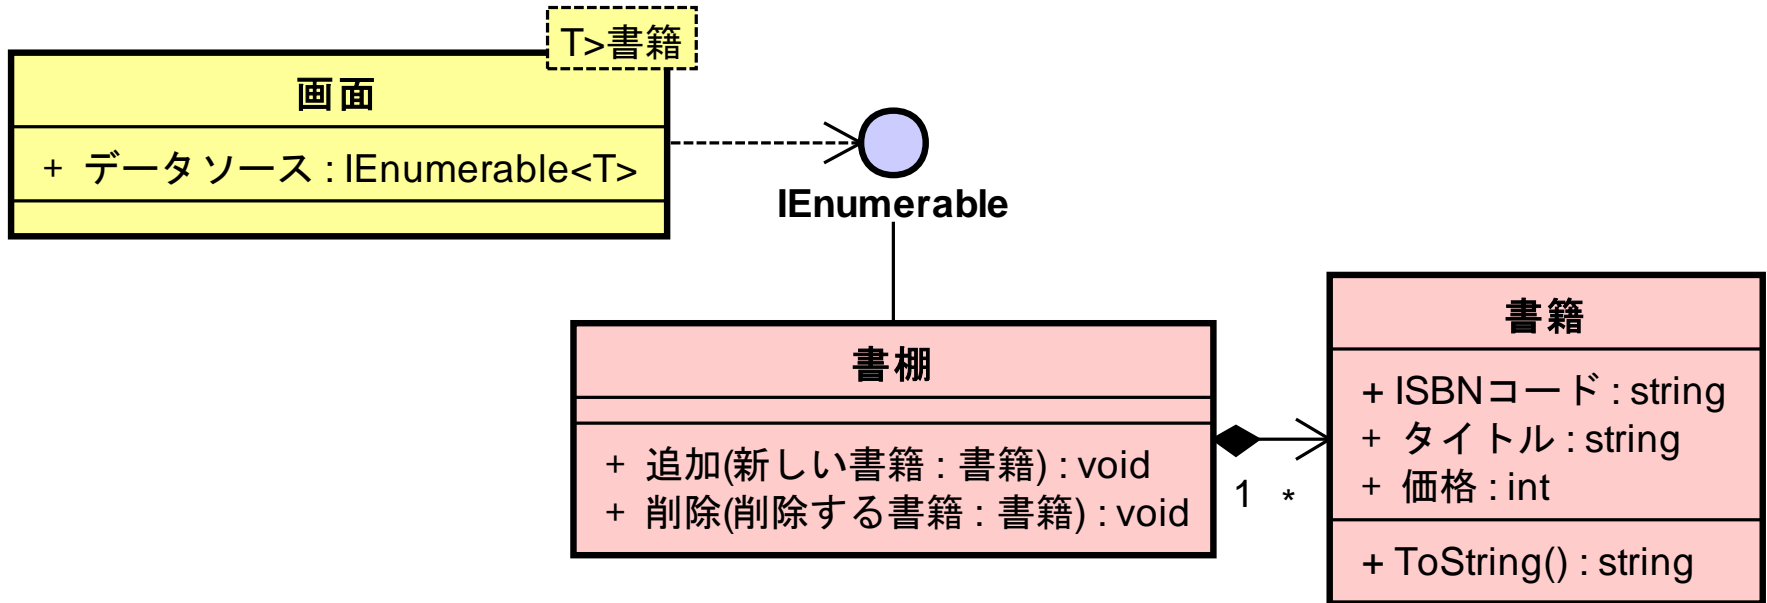 T>書籍
画面
+ データソース : IEnumerable<T>
IEnumerable
書棚
+ 追加(新しい書籍 : 書籍) : void
+ 削除(削除する書籍 : 書籍) : void
1 *
書籍
+ ISBNコード : string
+ タイトル : string
+ 価格 : int
+ ToString() : string